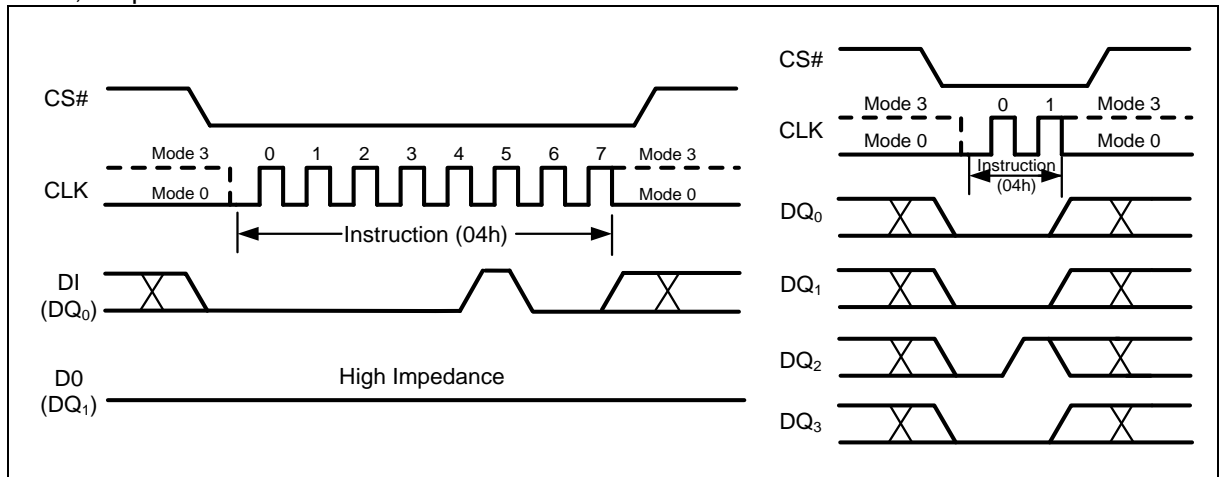 CS#
Mode 3 0 1 2 3 4 5 6 7 Mode 3
CLK Mode 0 Mode 0
Instruction (04h)
DI
(DQ0)
D0 High Impedance
(DQ1)
CS#
Mode 3 0 1 Mode 3
CLK
Mode 0 Mode 0
Instruction
(04h)
DQ0
DQ1
DQ2
DQ3